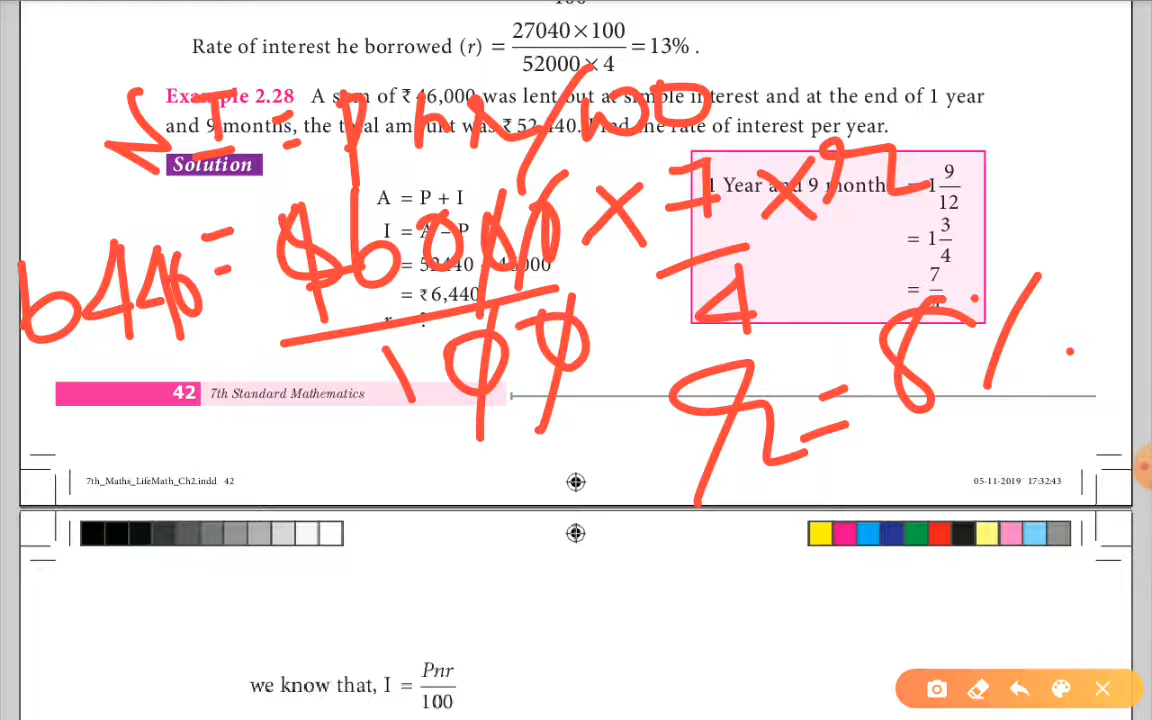 100
Rate of interest he borrowed (r) = 27040 × 100 / 52000 × 4 = 13% .
Example 2.28 A sum of ₹ 46,000 was lent out at simple interest and at the end of 1 year
and 9 months, the total amount was ₹ 52,440. Find the rate of interest per year.
SI = pnr/100
Solution
A = P + I
I = A – P
= 52440 – 46000
= ₹ 6,440
r = ?
1 Year and 9 months = 1 9/12
= 1 3/4
= 7/4
6440 = 46000 / 100 × 7/4 × r
r = 8%.
42 7th Standard Mathematics
7th_Maths_LifeMath_Ch2.indd 42
05-11-2019 17:32:43
we know that, I = Pnr / 100